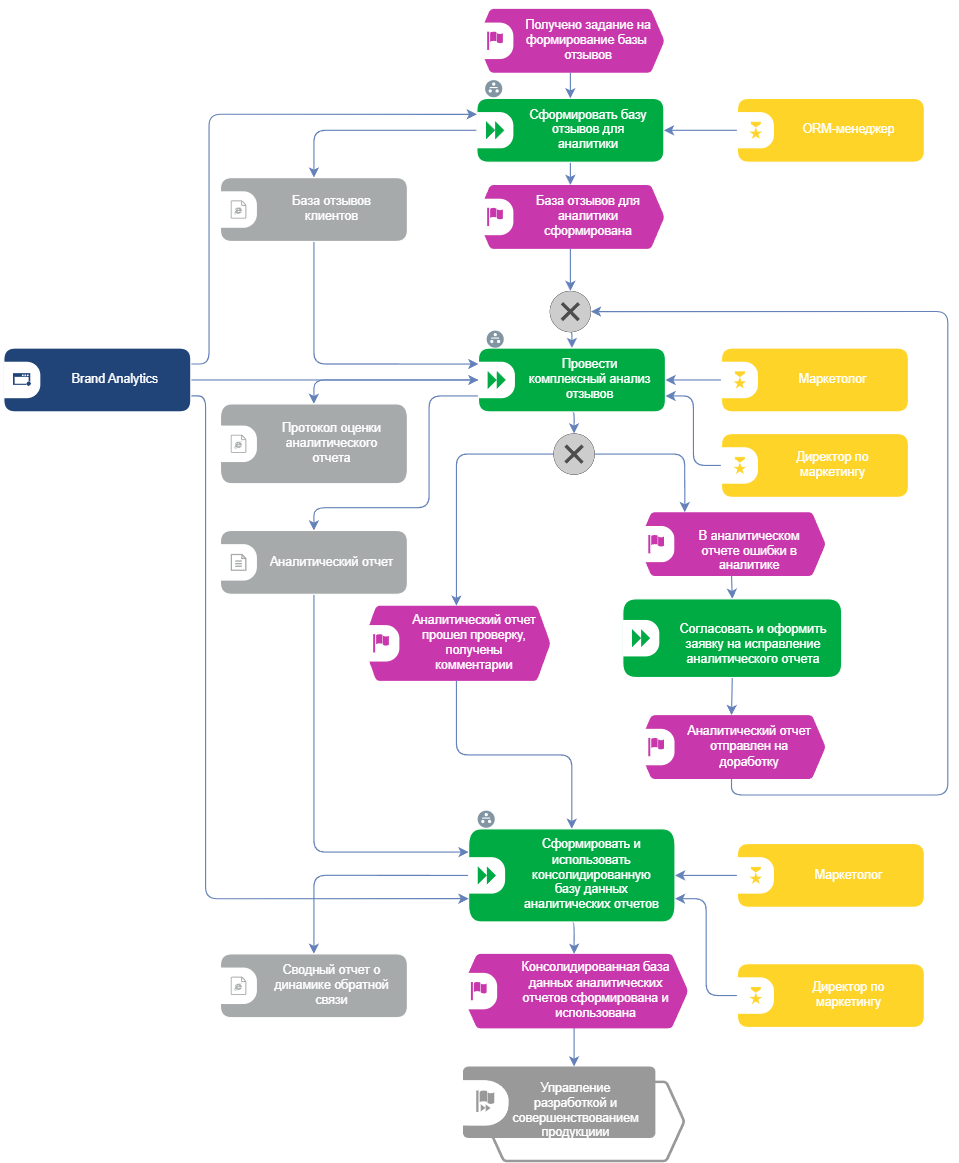 Получено задание на
формирование базы
отзывов
Сформировать базу
отзывов для
аналитики
ORM-менеджер
База отзывов
клиентов
База отзывов для
аналитики
сформирована
Brand Analytics
Провести
комплексный анализ
отзывов
Маркетолог
Протокол оценки
аналитического
отчета
Директор по
маркетингу
В аналитическом
отчете ошибки в
аналитике
Аналитический отчет
Аналитический отчет
прошел проверку,
получены
комментарии
Согласовать и оформить
заявку на исправление
аналитического отчета
Аналитический отчет
отправлен на
доработку
Сформировать и
использовать
консолидированную
базу данных
аналитических отчетов
Маркетолог
Сводный отчет о
динамике обратной
связи
Консолидированная база
данных аналитических
отчетов сформирована и
использована
Директор по
маркетингу
Управление
разработкой и
совершенствованием
продукциии